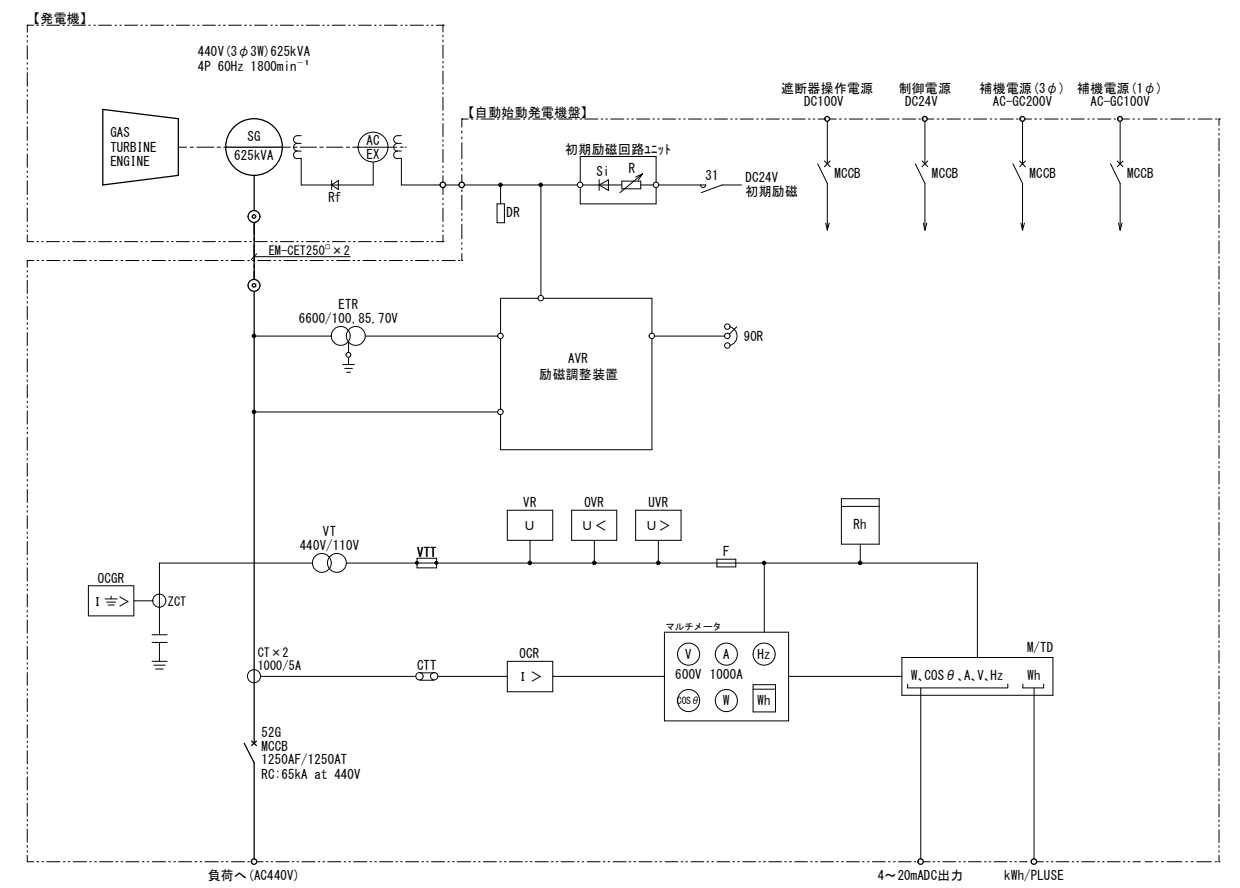 【発電機】
440V(3φ3W)625kVA
4P 60Hz 1800min⁻¹
GAS
TURBINE
ENGINE
SG
625kVA
AC
EX
Rf
【自動始動発電機盤】
初期励磁回路ユニット
Si
R
31
DC24V
初期励磁
DR
遮断器操作電源
DC100V
制御電源
DC24V
補機電源(3φ)
AC-GC200V
補機電源(1φ)
AC-GC100V
MCCB
MCCB
MCCB
MCCB
EM-CET250□×2
ETR
6600/100,85,70V
AVR
励磁調整装置
90R
VT
440V/110V
VTT
VR
U
OVR
U<
UVR
U>
F
Rh
OCGR
I ⏚>
ZCT
CT×2
1000/5A
CTT
OCR
I >
マルチメータ
V
A
Hz
600V
1000A
COSθ
W
Wh
M/TD
W、COSθ、A、V、Hz
Wh
52G
MCCB
1250AF/1250AT
RC:65kA at 440V
負荷へ(AC440V)
4～20mADC出力
kWh/PLUSE